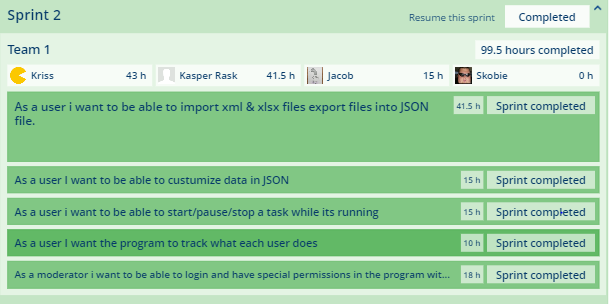 Sprint 2
Resume this sprint
Completed
Team 1
99.5 hours completed
Kriss 43 h
Kasper Rask 41.5 h
Jacob 15 h
Skobie 0 h
As a user i want to be able to import xml & xlsx files export files into JSON
file.
41.5 h
Sprint completed
As a user I want to be able to custumize data in JSON
15 h
Sprint completed
As a user i want to be able to start/pause/stop a task while its running
15 h
Sprint completed
As a user I want the program to track what each user does
10 h
Sprint completed
As a moderator i want to be able to login and have special permissions in the program wit...
18 h
Sprint completed